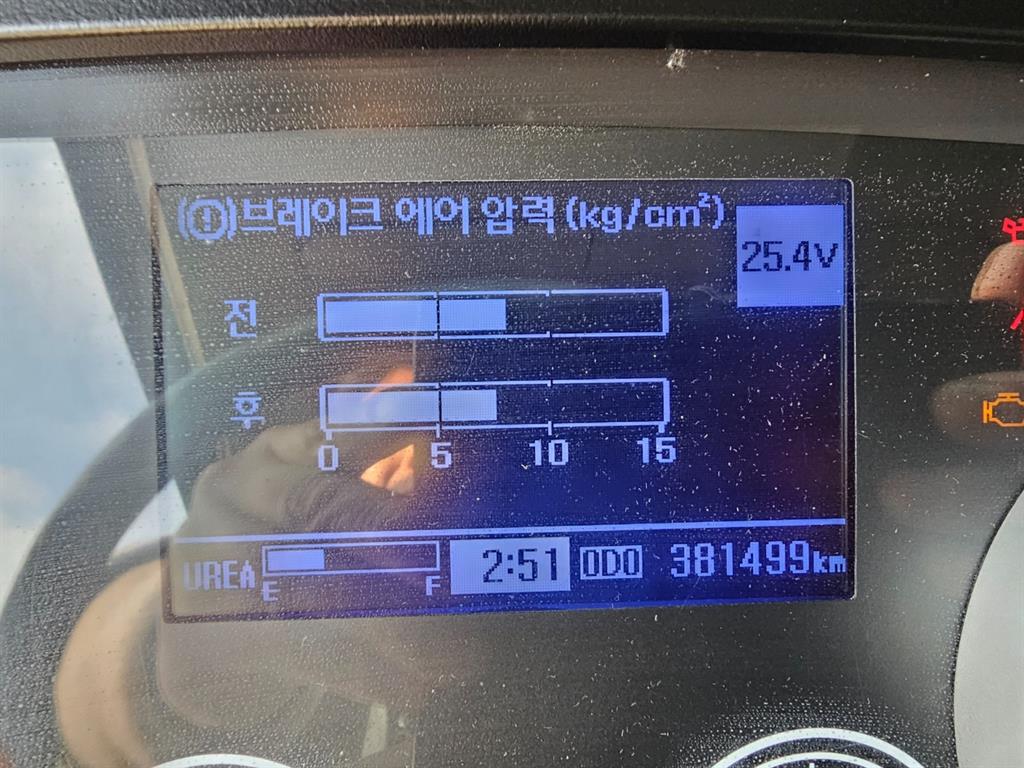 (!)브레이크 에어 압력 (kg/cm²)
25.4V
전
후
0 5 10 15
UREA E F 2:51 ODO 381499km